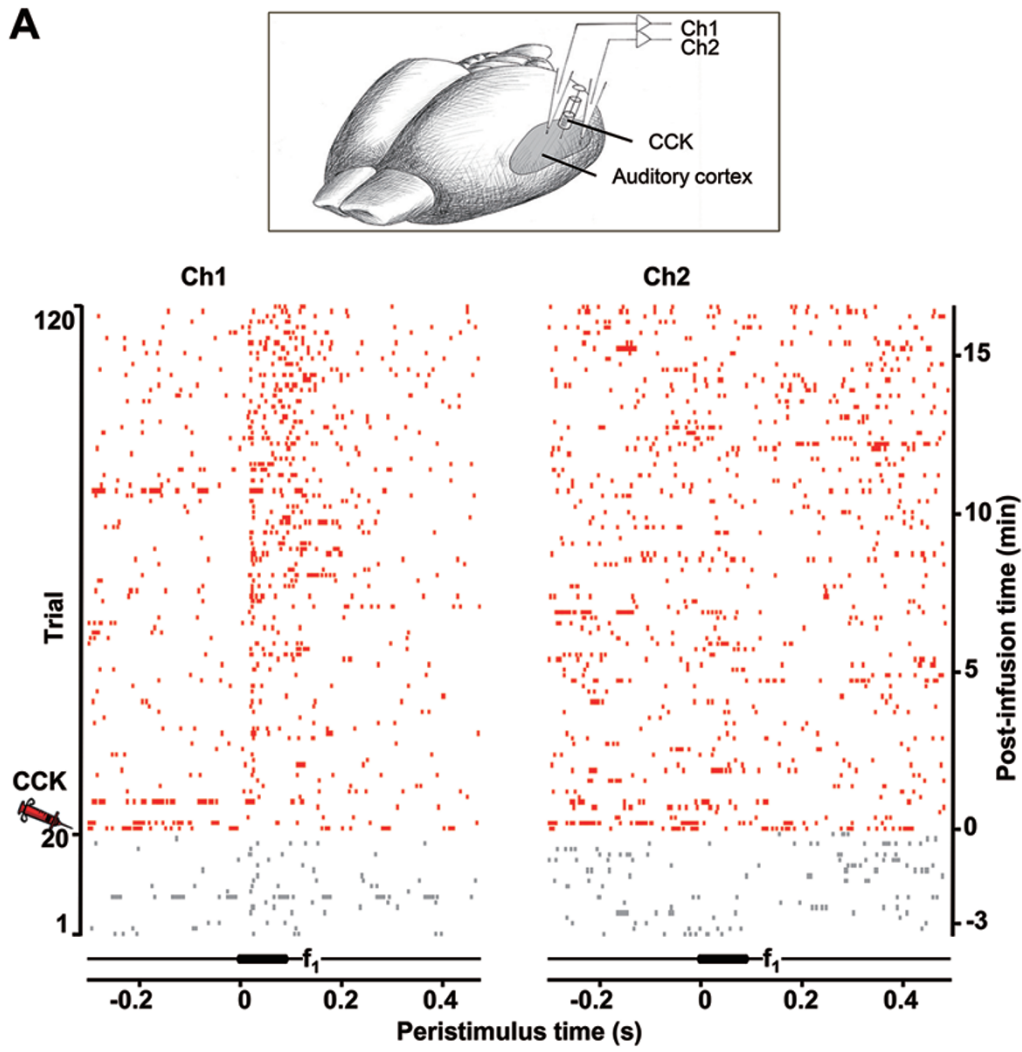 A
Ch1
Ch2
CCK
Auditory cortex
Ch1
Ch2
120
Trial
CCK
20
1
15
10
5
0
-3
Post-infusion time (min)
f1
f1
-0.2 0 0.2 0.4
-0.2 0 0.2 0.4
Peristimulus time (s)